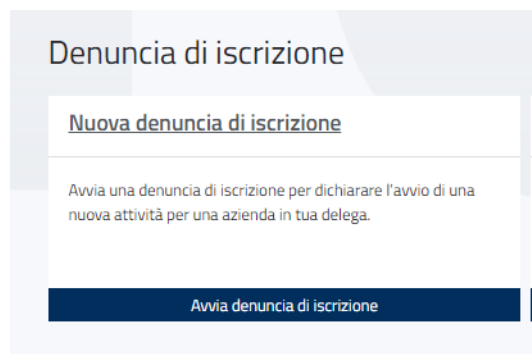 Denuncia di iscrizione
Nuova denuncia di iscrizione
Avvia una denuncia di iscrizione per dichiarare l'avvio di una
nuova attività per una azienda in tua delega.
Avvia denuncia di iscrizione